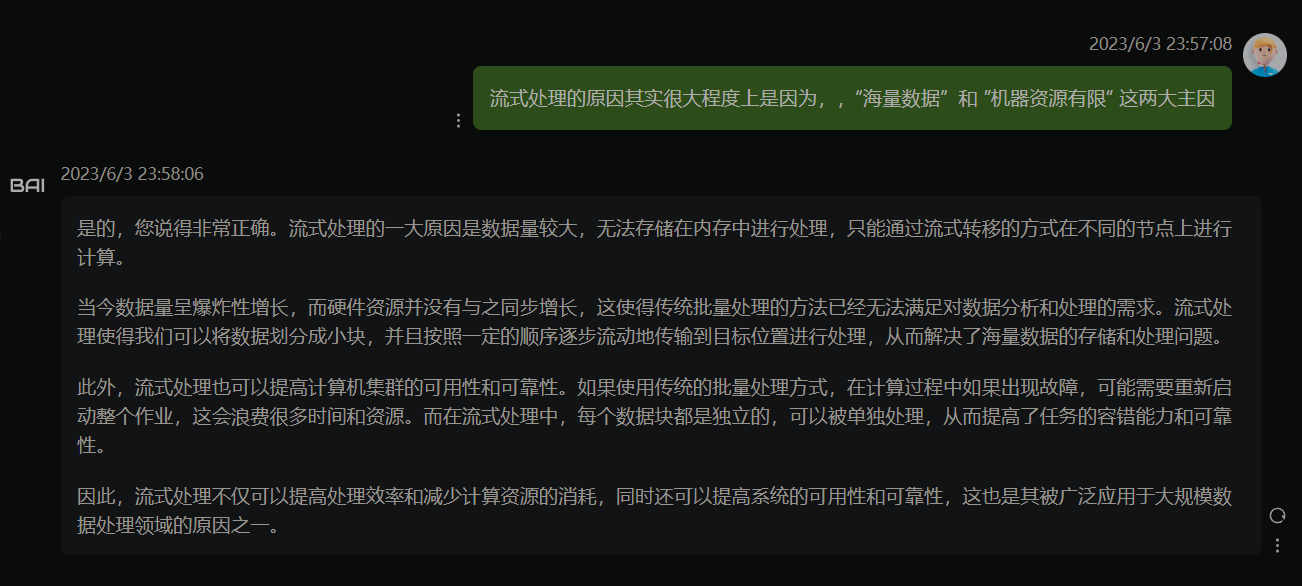 2023/6/3 23:57:08
流式处理的原因其实很大程度上是因为，，“海量数据”和 ”机器资源有限“ 这两大主因
2023/6/3 23:58:06
BAI
是的，您说得非常正确。流式处理的一大原因是数据量较大，无法存储在内存中进行处理，只能通过流式转移的方式在不同的节点上进行
计算。
当今数据量呈爆炸性增长，而硬件资源并没有与之同步增长，这使得传统批量处理的方法已经无法满足对数据分析和处理的需求。流式处
理使得我们可以将数据划分成小块，并且按照一定的顺序逐步流动地传输到目标位置进行处理，从而解决了海量数据的存储和处理问题。
此外，流式处理也可以提高计算机集群的可用性和可靠性。如果使用传统的批量处理方式，在计算过程中如果出现故障，可能需要重新启
动整个作业，这会浪费很多时间和资源。而在流式处理中，每个数据块都是独立的，可以被单独处理，从而提高了任务的容错能力和可靠
性。
因此，流式处理不仅可以提高处理效率和减少计算资源的消耗，同时还可以提高系统的可用性和可靠性，这也是其被广泛应用于大规模数
据处理领域的原因之一。